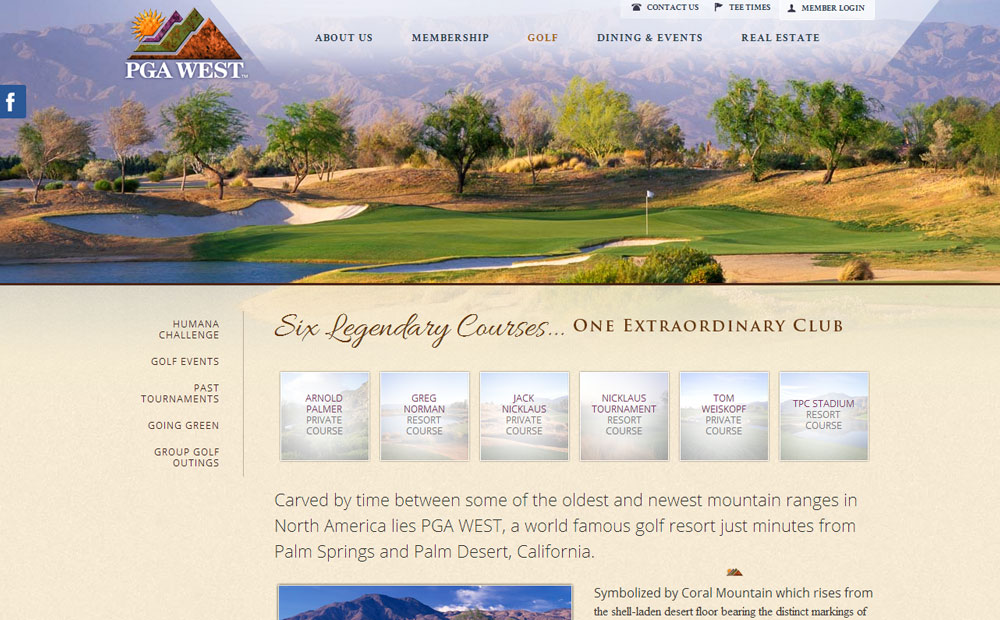 CONTACT US
TEE TIMES
MEMBER LOGIN
PGA WEST™
ABOUT US
MEMBERSHIP
GOLF
DINING & EVENTS
REAL ESTATE
f
HUMANA
CHALLENGE
GOLF EVENTS
PAST
TOURNAMENTS
GOING GREEN
GROUP GOLF
OUTINGS
Six Legendary Courses... One Extraordinary Club
ARNOLD
PALMER
PRIVATE
COURSE
GREG
NORMAN
RESORT
COURSE
JACK
NICKLAUS
PRIVATE
COURSE
NICKLAUS
TOURNAMENT
RESORT
COURSE
TOM
WEISKOPF
PRIVATE
COURSE
TPC STADIUM
RESORT
COURSE
Carved by time between some of the oldest and newest mountain ranges in
North America lies PGA WEST, a world famous golf resort just minutes from
Palm Springs and Palm Desert, California.
Symbolized by Coral Mountain which rises from
the shell-laden desert floor bearing the distinct markings of